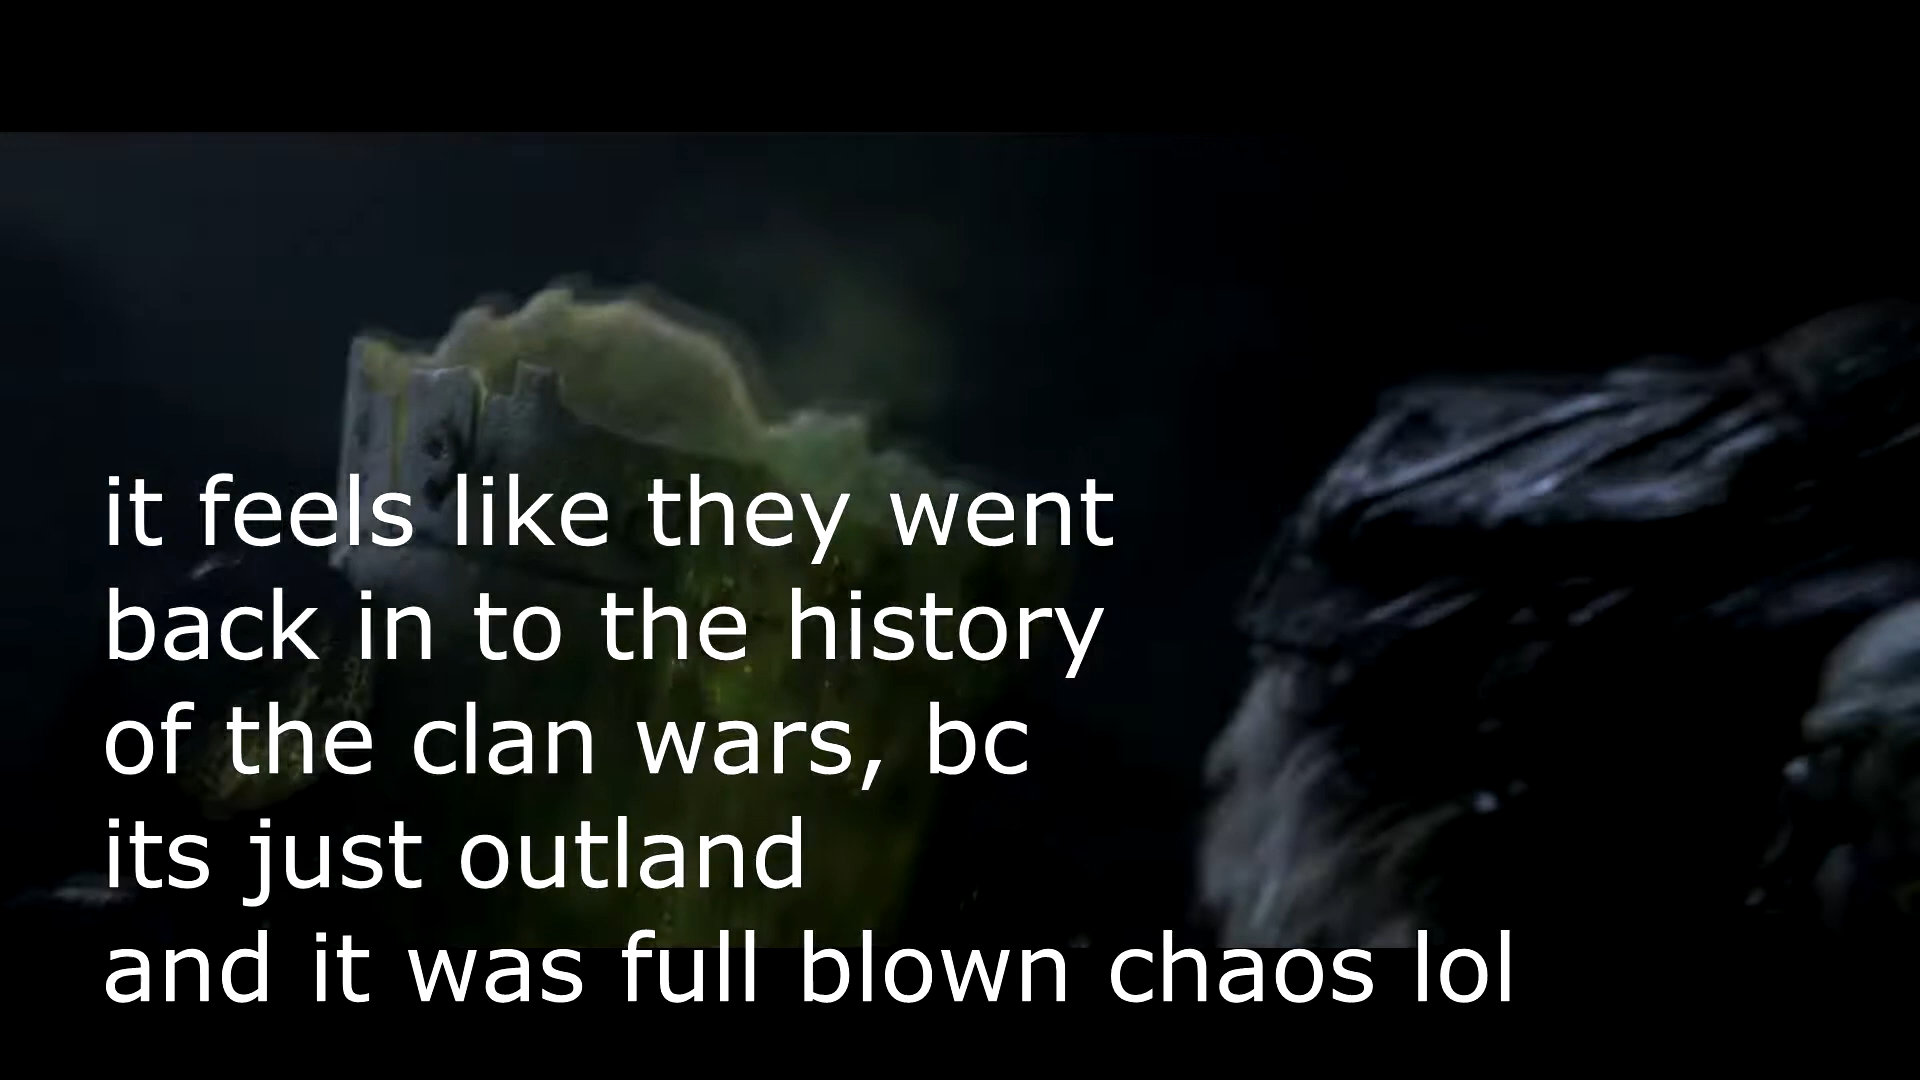 it feels like they went
back in to the history
of the clan wars, bc
its just outland
and it was full blown chaos lol